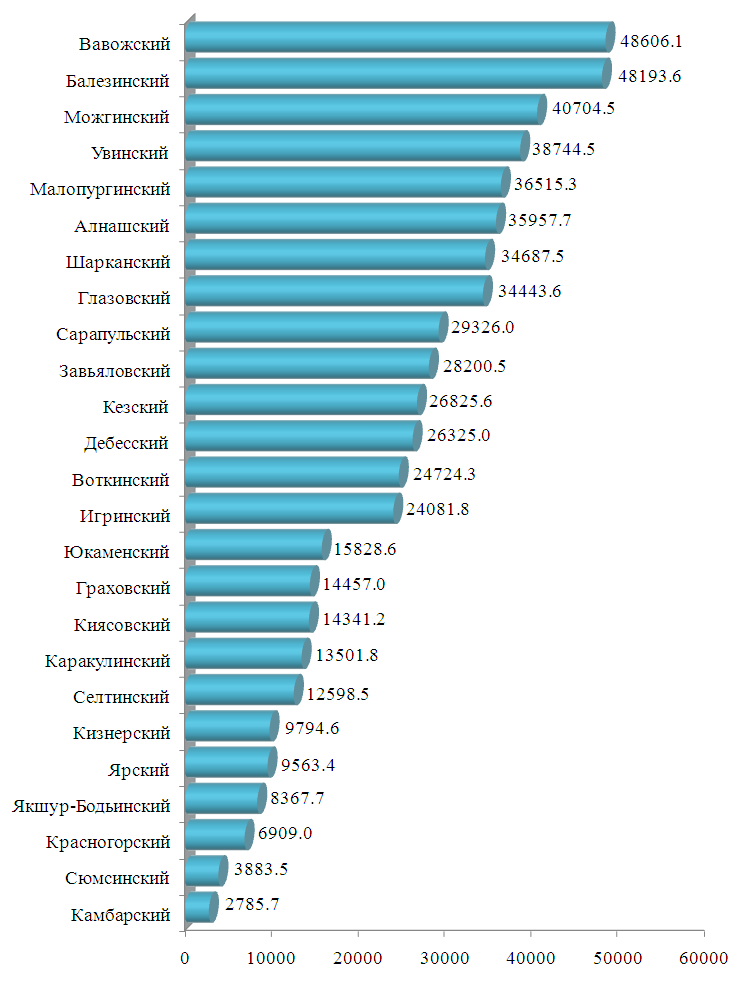 Вавожский 48606.1
Балезинский 48193.6
Можгинский 40704.5
Увинский 38744.5
Малопургинский 36515.3
Алнашский 35957.7
Шарканский 34687.5
Глазовский 34443.6
Сарапульский 29326.0
Завьяловский 28200.5
Кезский 26825.6
Дебесский 26325.0
Воткинский 24724.3
Игринский 24081.8
Юкаменский 15828.6
Граховский 14457.0
Киясовский 14341.2
Каракулинский 13501.8
Селтинский 12598.5
Кизнерский 9794.6
Ярский 9563.4
Якшур-Бодьинский 8367.7
Красногорский 6909.0
Сюмсинский 3883.5
Камбарский 2785.7
0 10000 20000 30000 40000 50000 60000